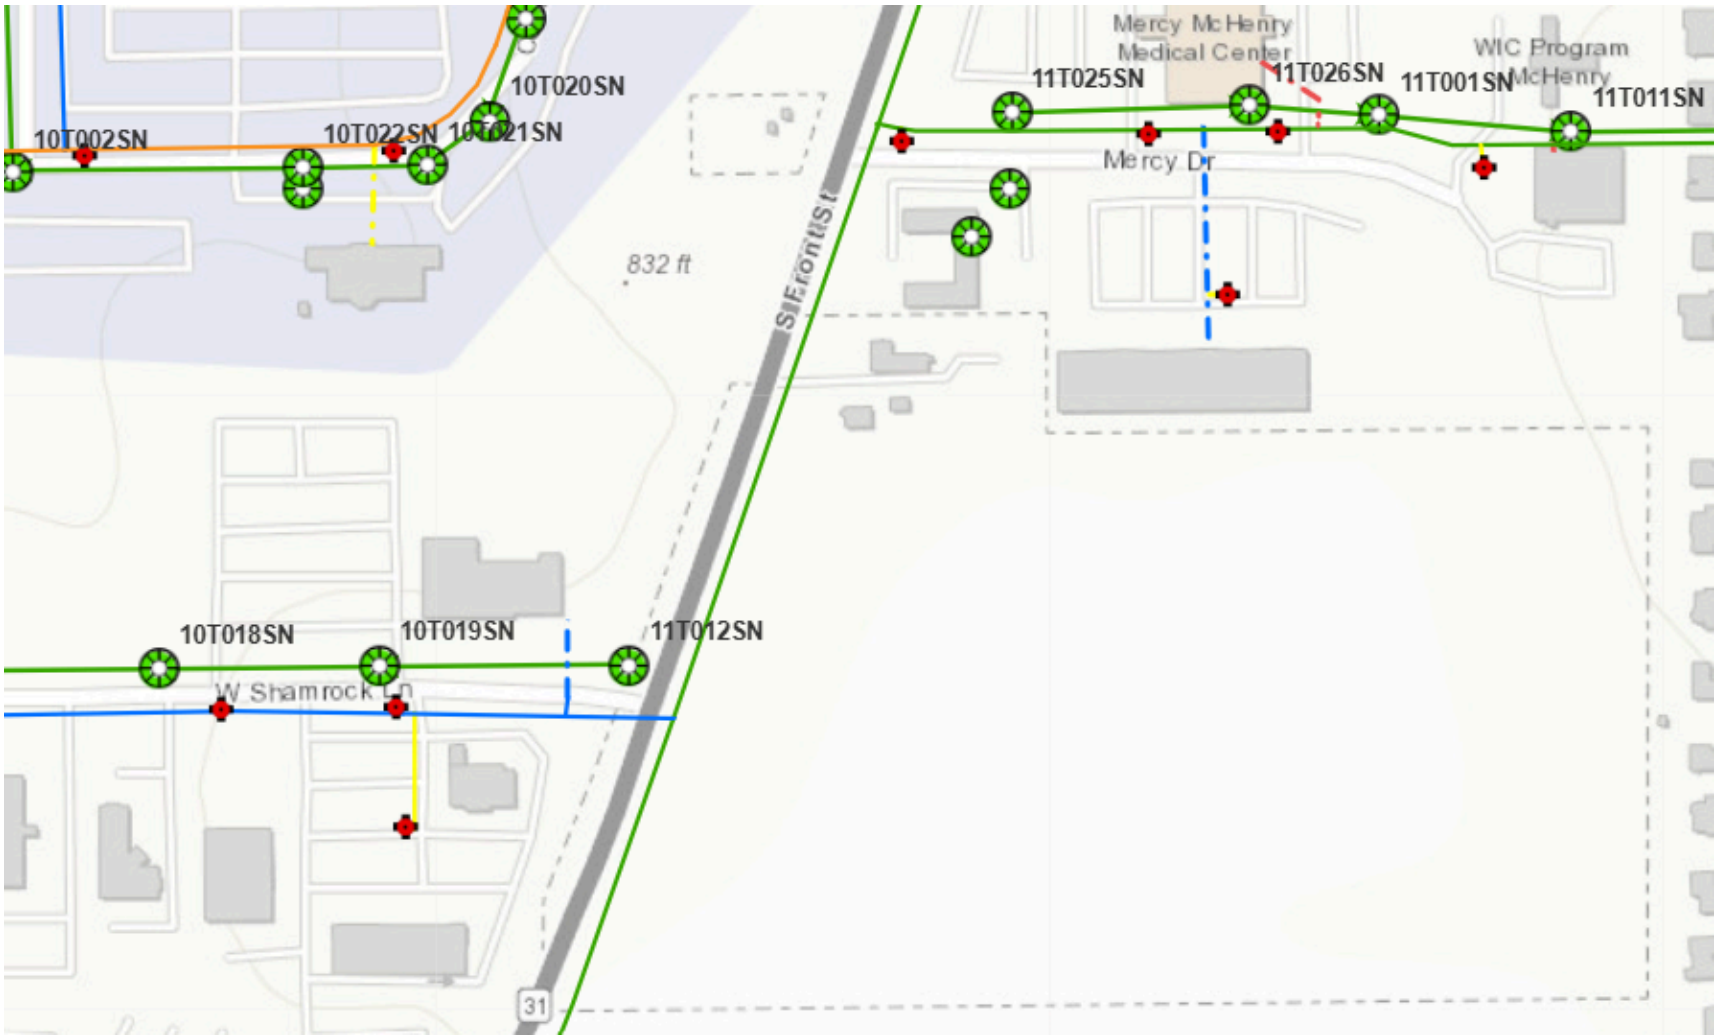 Mercy McHenry
Medical Center
WIC Program
McHenry
10T020SN
11T025SN
11T026SN
11T001SN
11T011SN
10T002SN
10T022SN
10T021SN
Mercy Dr
832 ft
S Front St
10T018SN
10T019SN
11T012SN
W Shamrock Ln
31